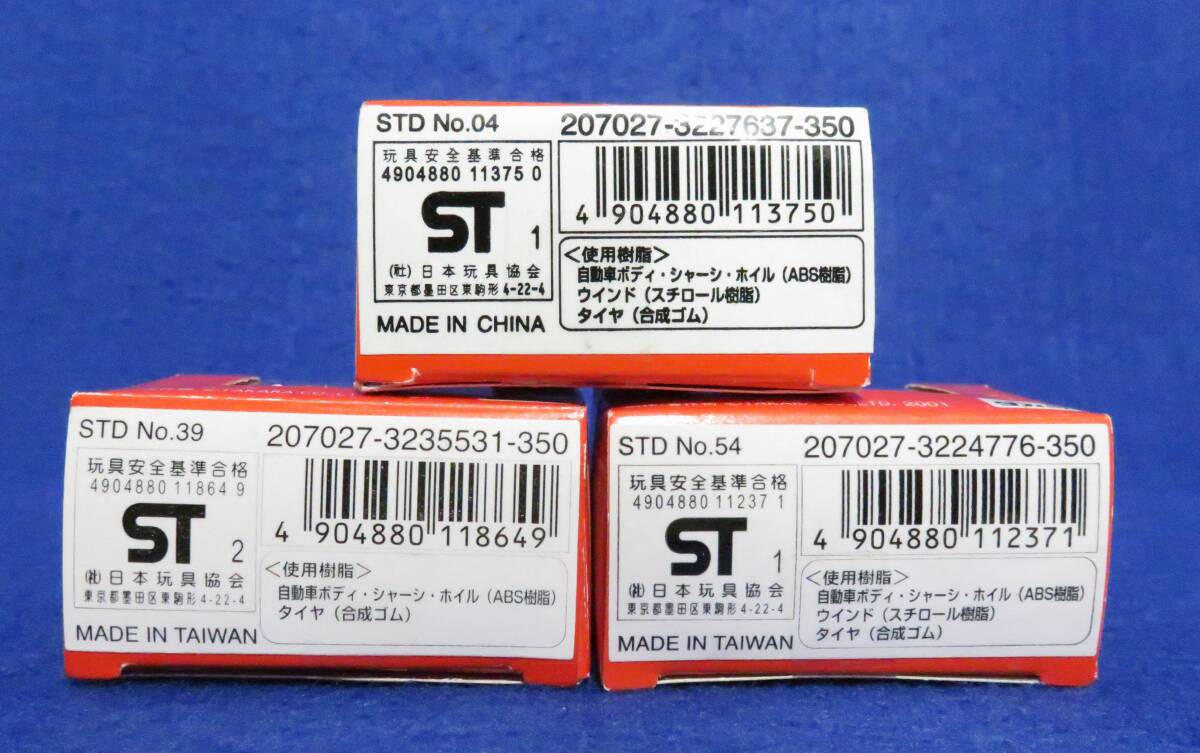 STD No.04
207027-3227637-350
玩具安全基準合格
4904880 11375 0
ST 1
(社)日本玩具協会
東京都墨田区東駒形4-22-4
MADE IN CHINA
4 904880 113750
<使用樹脂>
自動車ボディ・シャーシ・ホイル(ABS樹脂)
ウインド(スチロール樹脂)
タイヤ(合成ゴム)
STD No.39
207027-3235531-350
玩具安全基準合格
4904880 11864 9
ST 2
(社)日本玩具協会
東京都墨田区東駒形4-22-4
MADE IN TAIWAN
4 904880 118649
<使用樹脂>
自動車ボディ・シャーシ・ホイル(ABS樹脂)
タイヤ(合成ゴム)
LTD. 2001
STD No.54
207027-3224776-350
玩具安全基準合格
4904880 11237 1
ST 1
(社)日本玩具協会
東京都墨田区東駒形4-22-4
MADE IN TAIWAN
4 904880 112371
<使用樹脂>
自動車ボディ・シャーシ・ホイル(ABS樹脂)
ウインド(スチロール樹脂)
タイヤ(合成ゴム)